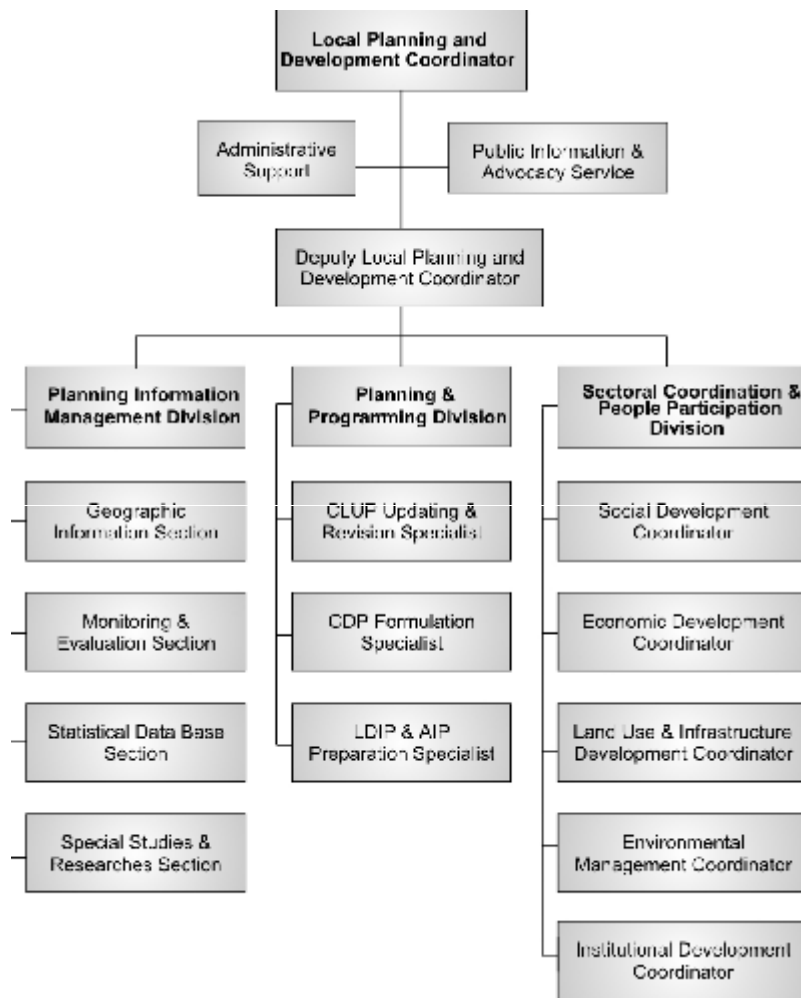 Local Planning and
Development Coordinator
Administrative
Support
Public Information &
Advocacy Service
Deputy Local Planning and
Development Coordinator
Planning Information
Management Division
Geographic
Information Section
Monitoring &
Evaluation Section
Statistical Data Base
Section
Special Studies &
Researches Section
Planning &
Programming Division
CLUP Updating &
Revision Specialist
CDP Formulation
Specialist
LDIP & AIP
Preparation Specialist
Sectoral Coordination &
People Participation
Division
Social Development
Coordinator
Economic Development
Coordinator
Land Use & Infrastructure
Development Coordinator
Environmental
Management Coordinator
Institutional Development
Coordinator